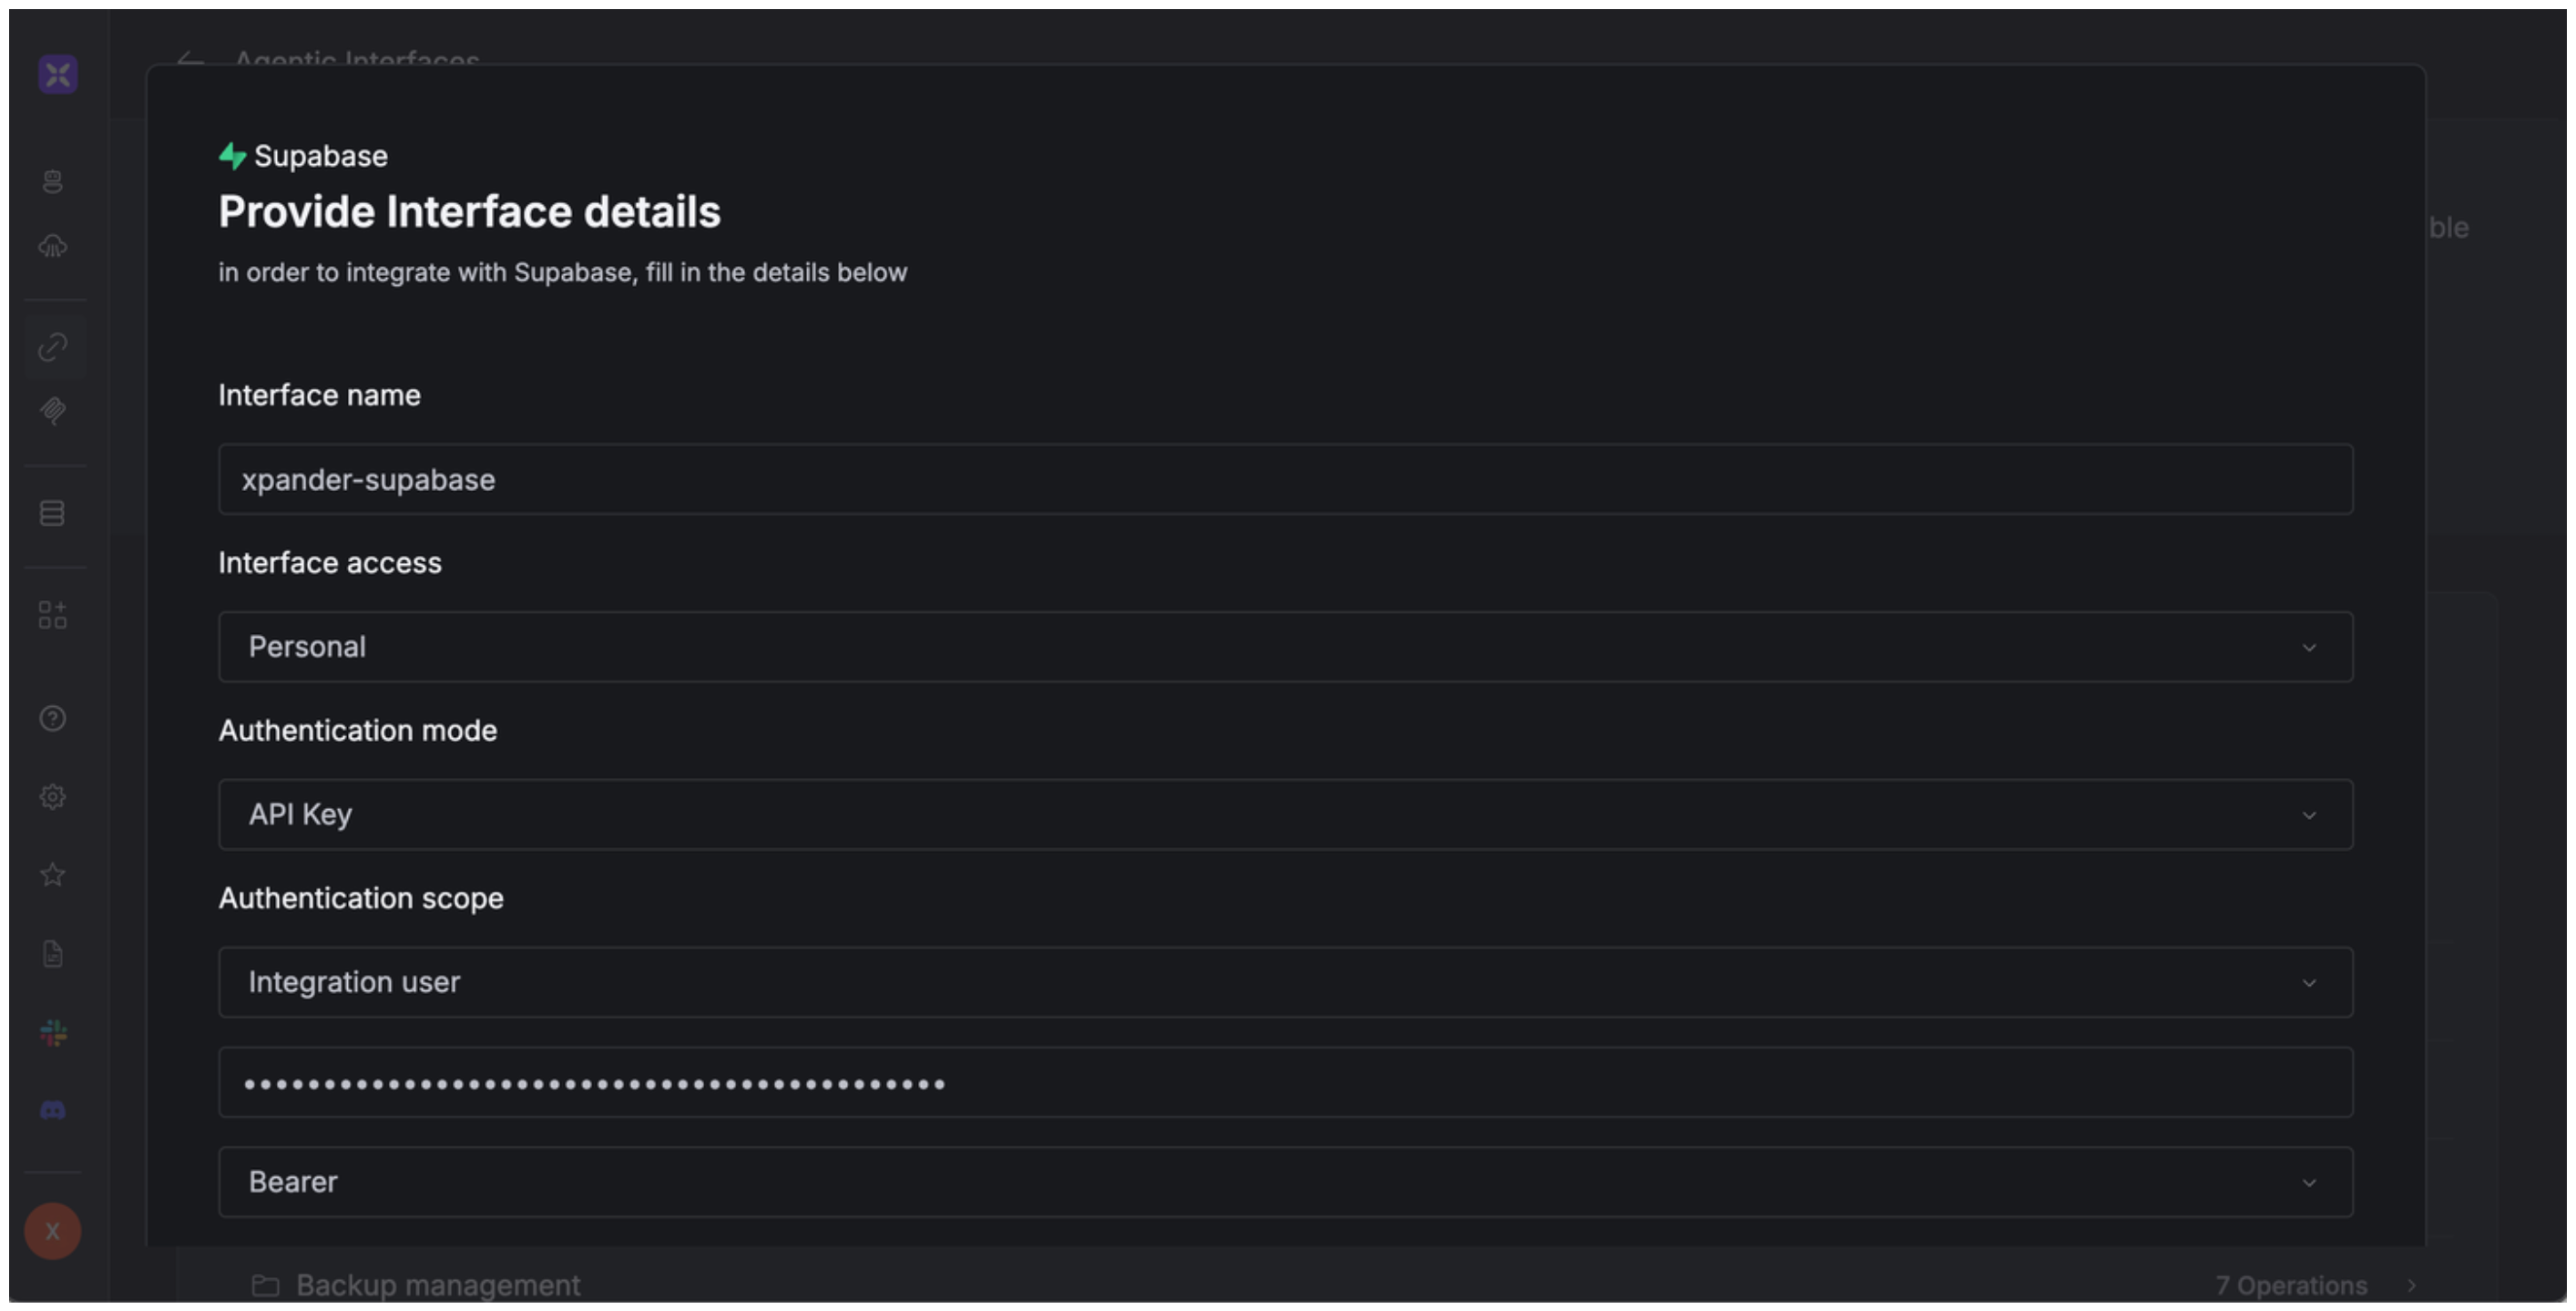 Agentic Interfaces
Supabase
Provide Interface details
in order to integrate with Supabase, fill in the details below
ble
Interface name
xpander-supabase
Interface access
Personal
Authentication mode
API Key
Authentication scope
Integration user
••••••••••••••••••••••••••••••••••••••••••••
Bearer
X
Backup management
7 Operations